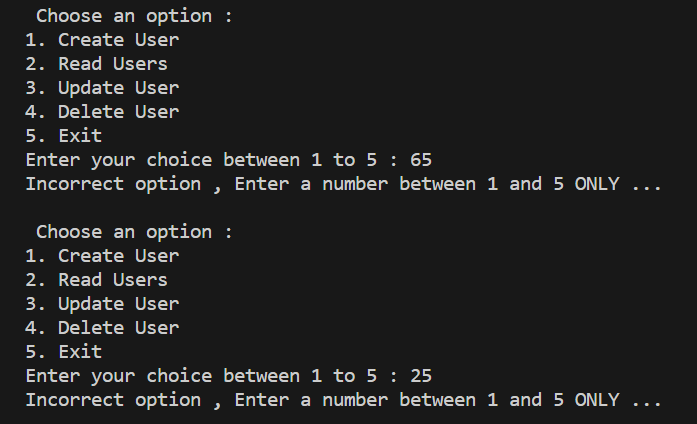 Choose an option :
1. Create User
2. Read Users
3. Update User
4. Delete User
5. Exit
Enter your choice between 1 to 5 : 65
Incorrect option , Enter a number between 1 and 5 ONLY ...

Choose an option :
1. Create User
2. Read Users
3. Update User
4. Delete User
5. Exit
Enter your choice between 1 to 5 : 25
Incorrect option , Enter a number between 1 and 5 ONLY ...